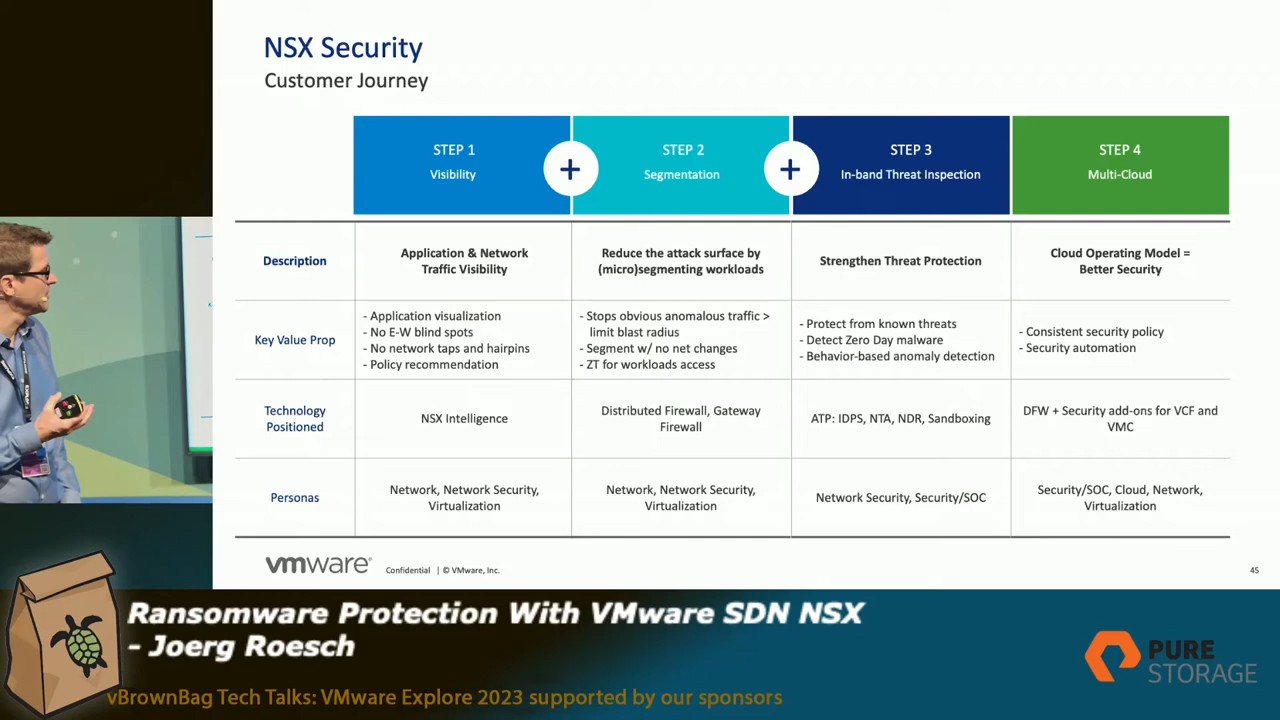 NSX Security
Customer Journey
STEP 1
Visibility
+
STEP 2
Segmentation
+
STEP 3
In-band Threat Inspection
STEP 4
Multi-Cloud
Description
Application & Network
Traffic Visibility
Reduce the attack surface by
(micro)segmenting workloads
Strengthen Threat Protection
Cloud Operating Model =
Better Security
Key Value Prop
- Application visualization
- No E-W blind spots
- No network taps and hairpins
- Policy recommendation
- Stops obvious anomalous traffic >
limit blast radius
- Segment w/ no net changes
- ZT for workloads access
- Protect from known threats
- Detect Zero Day malware
- Behavior-based anomaly detection
- Consistent security policy
- Security automation
Technology
Positioned
NSX Intelligence
Distributed Firewall, Gateway
Firewall
ATP: IDPS, NTA, NDR, Sandboxing
DFW + Security add-ons for VCF and
VMC
Personas
Network, Network Security,
Virtualization
Network, Network Security,
Virtualization
Network Security, Security/SOC
Security/SOC, Cloud, Network,
Virtualization
vmware®
Confidential | © VMware, Inc.
45
Ransomware Protection With VMware SDN NSX
- Joerg Roesch
vBrownBag Tech Talks: VMware Explore 2023 supported by our sponsors
PURE
STORAGE